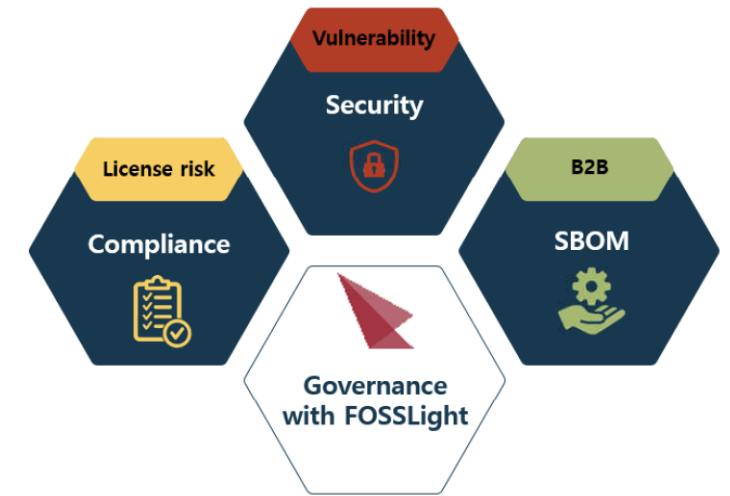 Vulnerability
Security
License risk
Compliance
B2B
SBOM
Governance
with FOSSLight